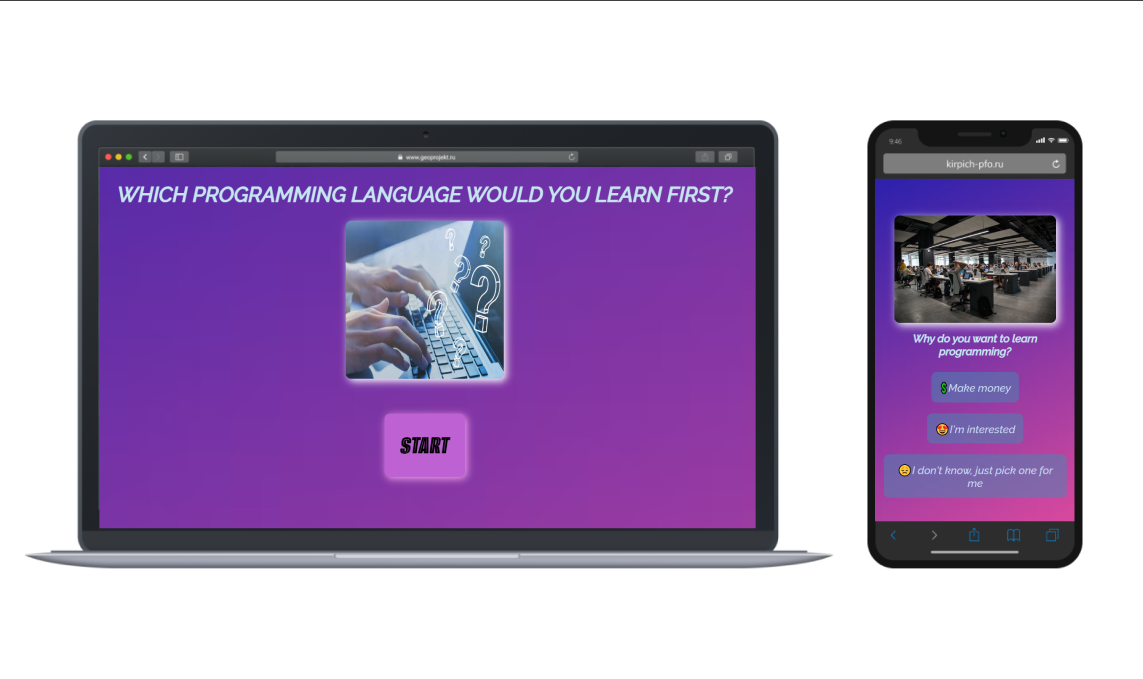 www.geoprojekt.ru
WHICH PROGRAMMING LANGUAGE WOULD YOU LEARN FIRST?
START
9:46
kirpich-pfo.ru
Why do you want to learn
programming?
Make money
I'm interested
I don't know, just pick one for
me